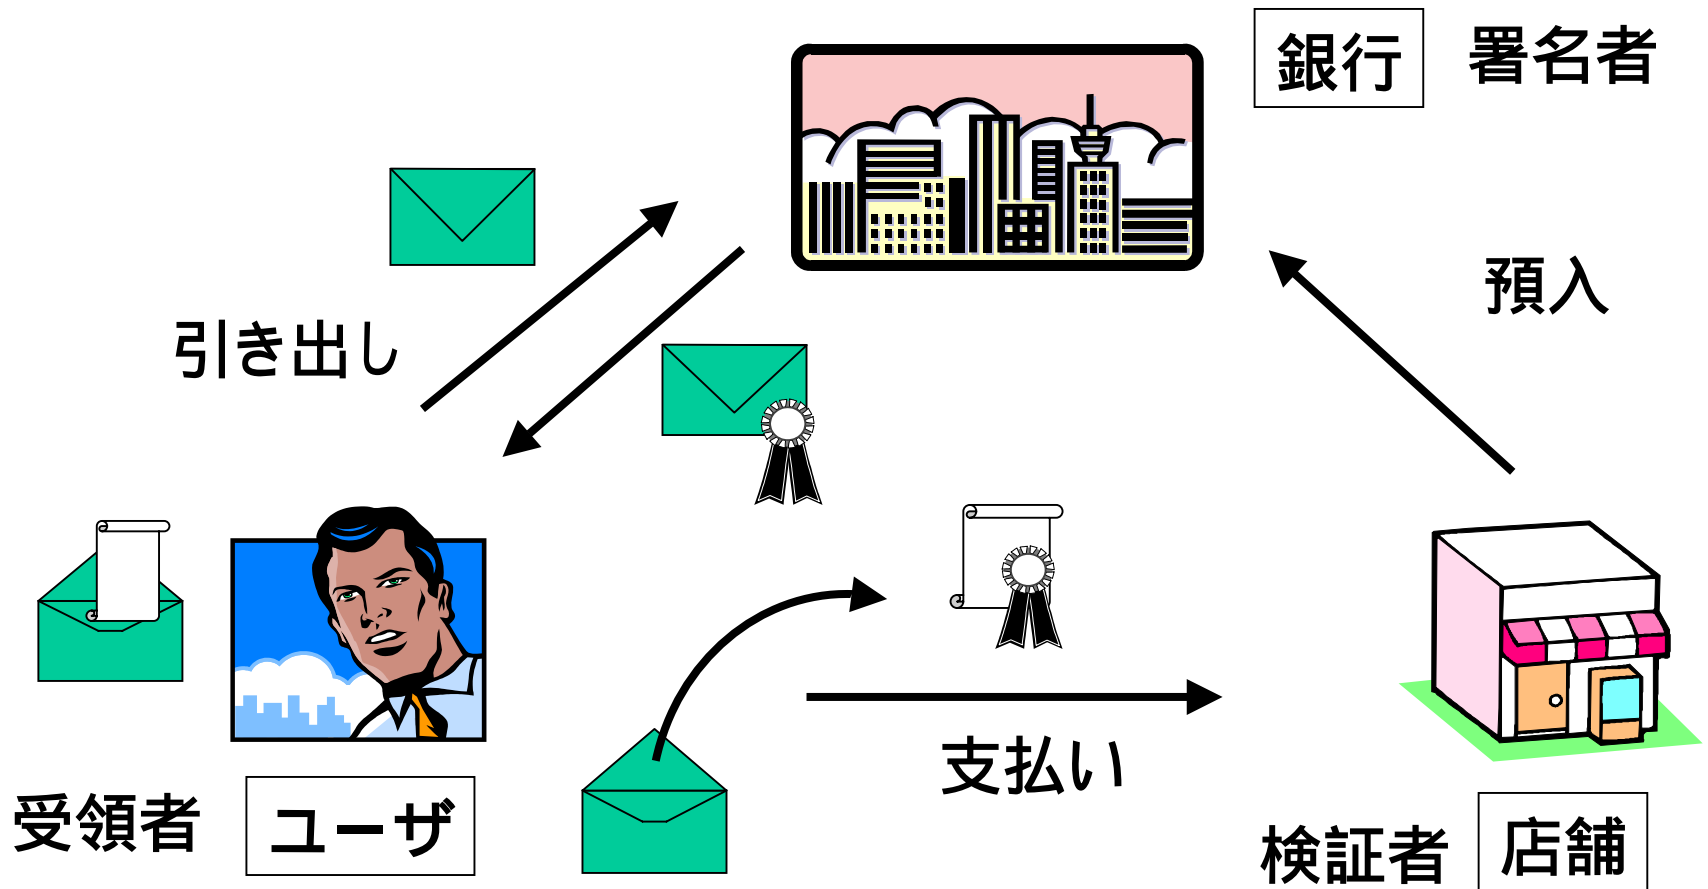 銀行 署名者
預入
引き出し
支払い
受領者 ユーザ
検証者 店舗